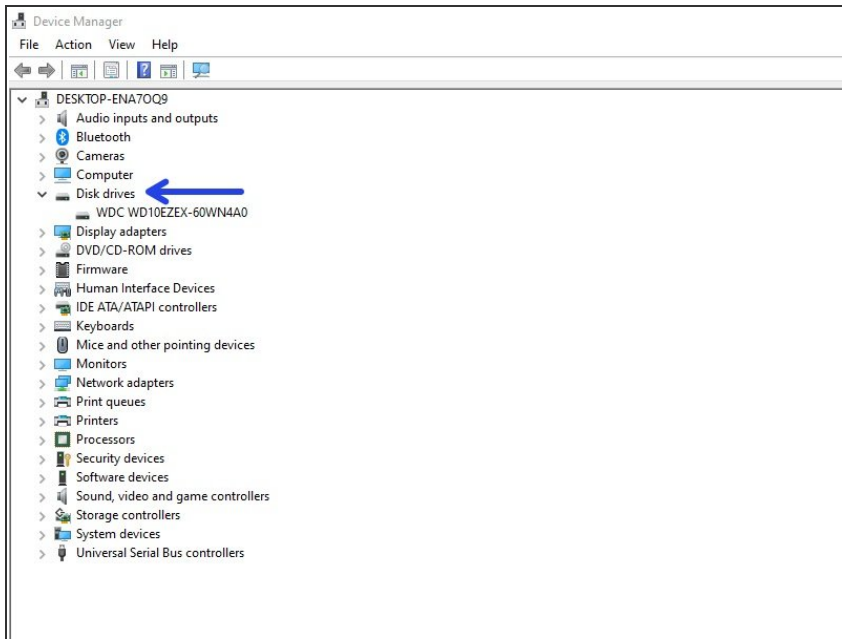 Device Manager
File Action View Help
DESKTOP-ENA7OQ9
Audio inputs and outputs
Bluetooth
Cameras
Computer
Disk drives
WDC WD10EZEX-60WN4A0
Display adapters
DVD/CD-ROM drives
Firmware
Human Interface Devices
IDE ATA/ATAPI controllers
Keyboards
Mice and other pointing devices
Monitors
Network adapters
Print queues
Printers
Processors
Security devices
Software devices
Sound, video and game controllers
Storage controllers
System devices
Universal Serial Bus controllers